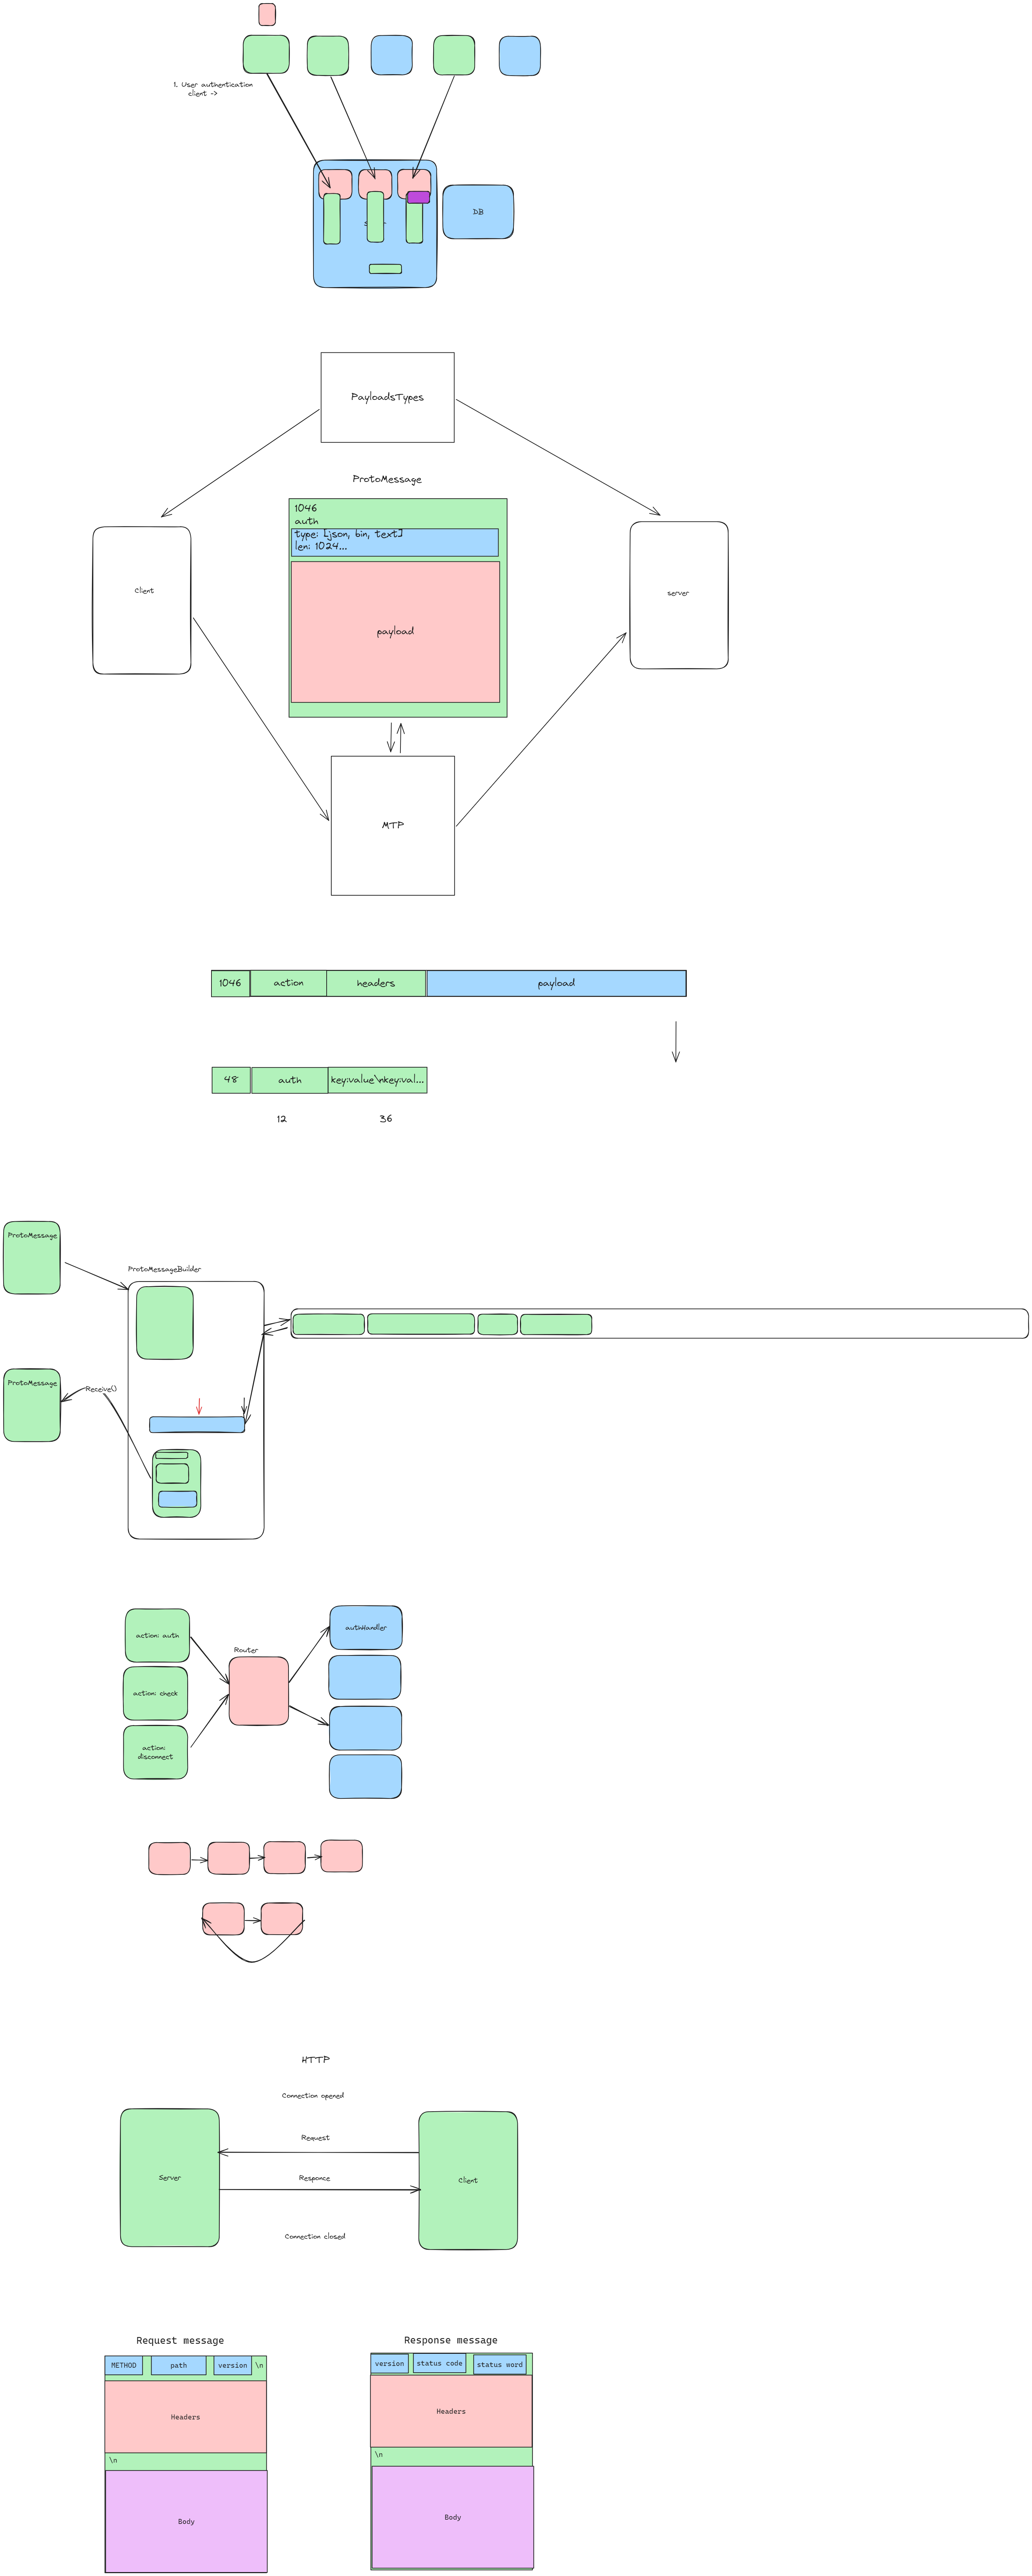 1. User authentication
client ->
DB
PayloadsTypes
ProtoMessage
1046
auth
type: [json, bin, text]
len: 1024...
Client
server
payload
MTP
1046
action
headers
payload
48
auth
key:value\nkey:val...
12
36
ProtoMessage
ProtoMessageBuilder
ProtoMessage
Receive()
action: auth
authHandler
Router
action: check
action:
disconnect
HTTP
Connection opened
Request
Server
Responce
Client
Connection closed
Request message
METHOD
path
version
\n
Headers
\n
Body
Response message
version
status code
status word
Headers
\n
Body